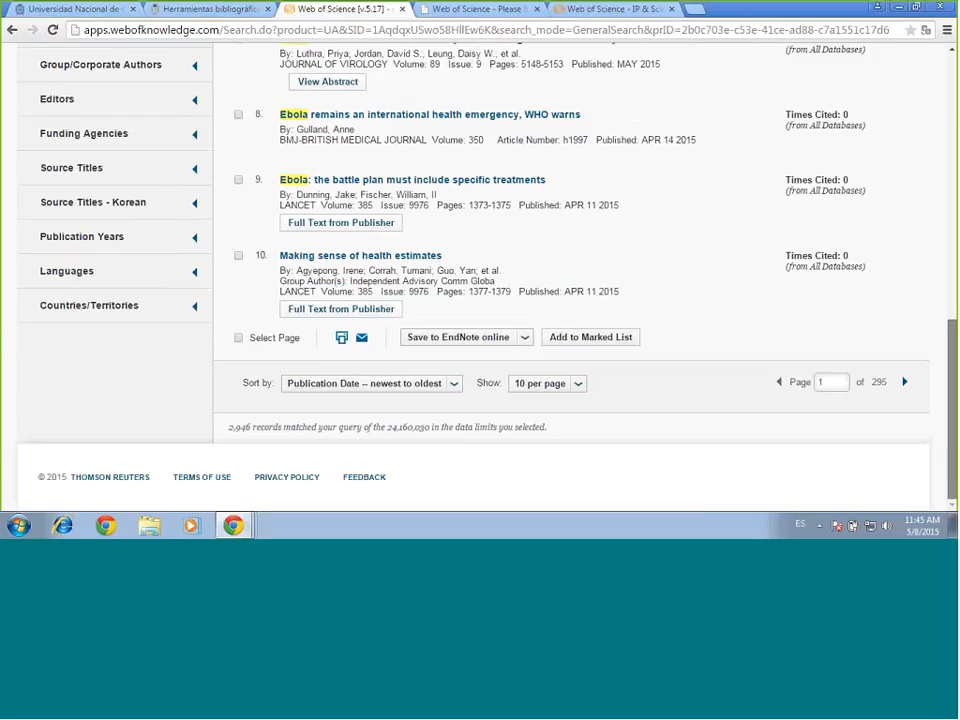 Universidad Nacional de
Herramientas bibliográfic
Web of Science [v.5.17] -
Web of Science - Please
Web of Science - IP & Sci
apps.webofknowledge.com/Search.do?product=UA&SID=1AqdqxUSwoS8HllEw6K&search_mode=GeneralSearch&prID=2b0c703e-c53e-41ce-ad88-c7a1551c17d6
Group/Corporate Authors
Editors
Funding Agencies
Source Titles
Source Titles - Korean
Publication Years
Languages
Countries/Territories
By: Luthra, Priya; Jordan, David S.; Leung, Daisy W.; et al.
(from All Databases)
JOURNAL OF VIROLOGY Volume: 89 Issue: 9 Pages: 5148-5153 Published: MAY 2015
View Abstract
8. Ebola remains an international health emergency, WHO warns
Times Cited: 0
(from All Databases)
By: Gulland, Anne
BMJ-BRITISH MEDICAL JOURNAL Volume: 350 Article Number: h1997 Published: APR 14 2015
9. Ebola: the battle plan must include specific treatments
Times Cited: 0
(from All Databases)
By: Dunning, Jake; Fischer, William, II
LANCET Volume: 385 Issue: 9976 Pages: 1373-1375 Published: APR 11 2015
Full Text from Publisher
10. Making sense of health estimates
Times Cited: 0
(from All Databases)
By: Agyepong, Irene; Corrah, Tumani; Guo, Yan; et al.
Group Author(s): Independent Advisory Comm Globa
LANCET Volume: 385 Issue: 9976 Pages: 1377-1379 Published: APR 11 2015
Full Text from Publisher
Select Page
Save to EndNote online
Add to Marked List
Sort by: Publication Date -- newest to oldest
Show: 10 per page
Page 1 of 295
2,946 records matched your query of the 24,160,030 in the data limits you selected.
© 2015 THOMSON REUTERS TERMS OF USE PRIVACY POLICY FEEDBACK
ES
11:45 AM
5/8/2015